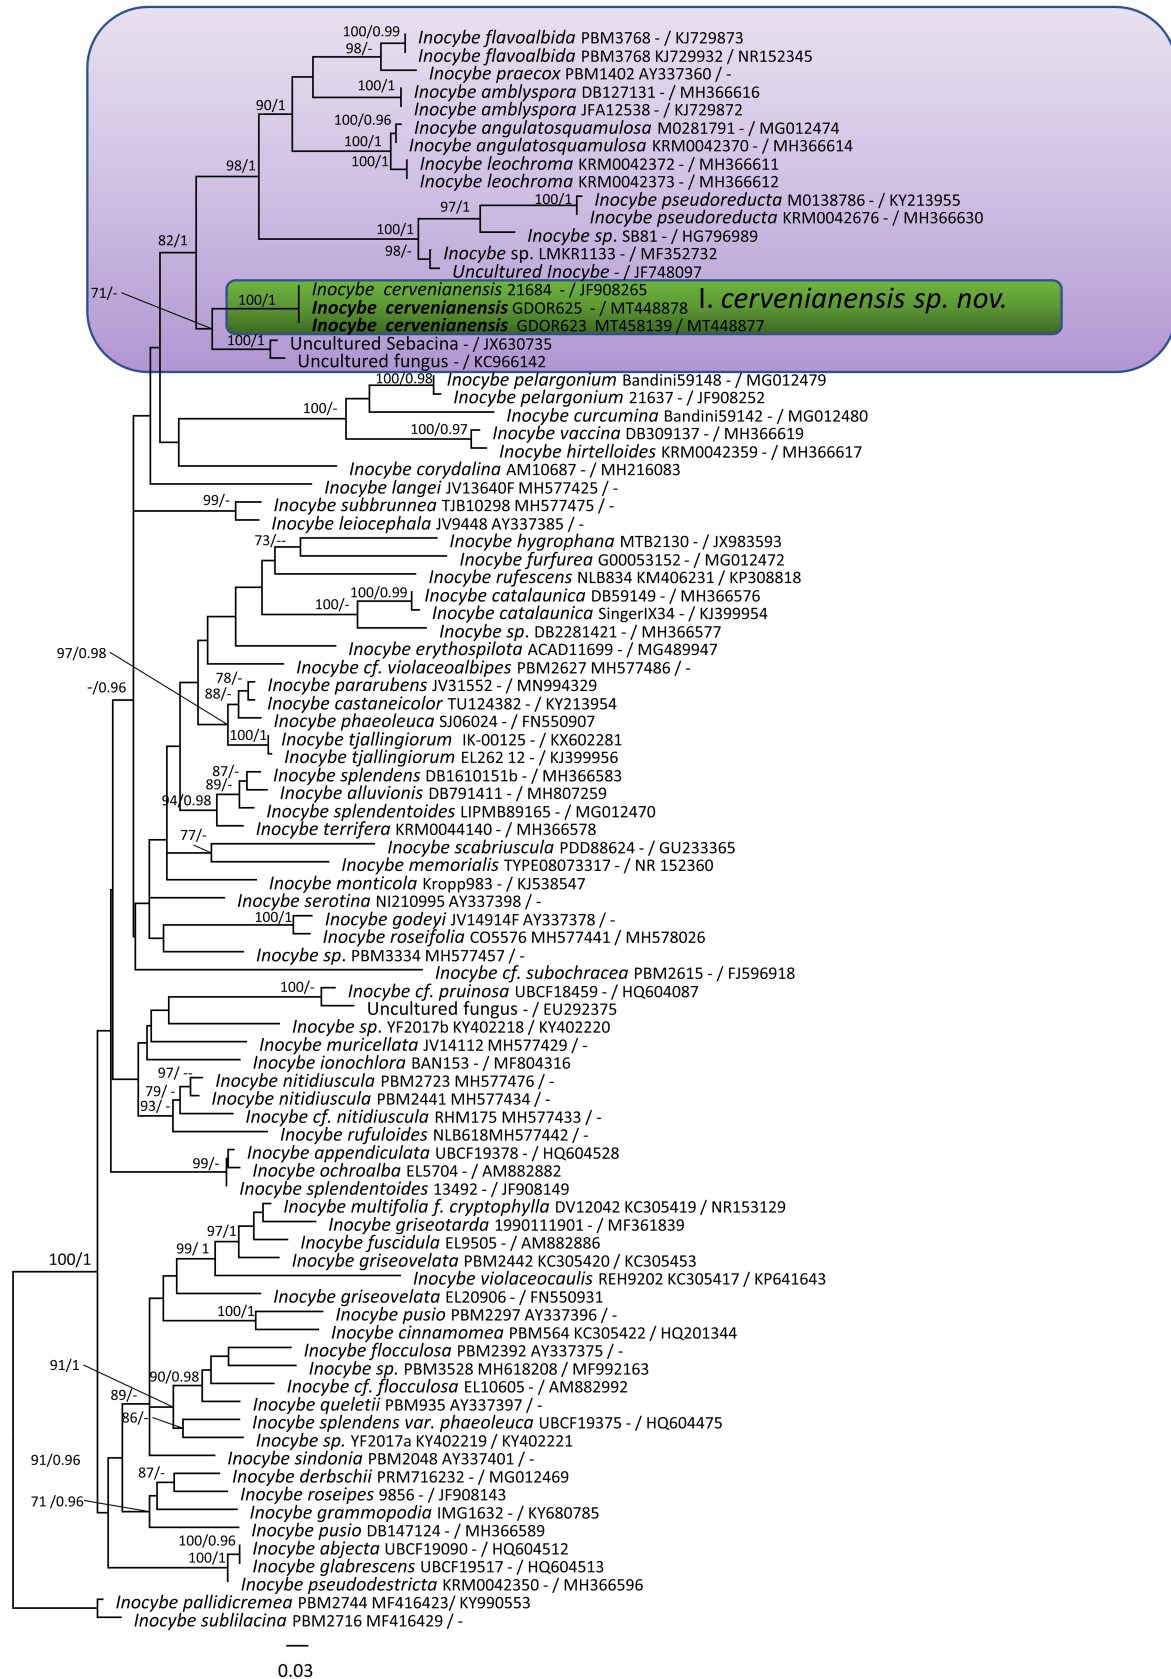 100/0.99
Inocybe flavoalbida PBM3768 - / KJ729873
98/-
Inocybe flavoalbida PBM3768 KJ729932 / NR152345
Inocybe praecox PBM1402 AY337360 / -
100/1
Inocybe amblyspora DB127131 - / MH366616
90/1
Inocybe amblyspora JFA12538 - / KJ729872
100/0.96
Inocybe angulatosquamulosa M0281791 - / MG012474
100/1
Inocybe angulatosquamulosa KRM0042370 - / MH366614
98/1
100/1
Inocybe leochroma KRM0042372 - / MH366611
Inocybe leochroma KRM0042373 - / MH366612
100/1
Inocybe pseudoreducta M0138786 - / KY213955
97/1
Inocybe pseudoreducta KRM0042676 - / MH366630
100/1
Inocybe sp. SB81 - / HG796989
82/1
98/-
Inocybe sp. LMKR1133 - / MF352732
Uncultured Inocybe - / JF748097
71/-
100/1
Inocybe cervenianensis 21684 - / JF908265
I. cervenianensis sp. nov.
Inocybe cervenianensis GDOR625 - / MT448878
Inocybe cervenianensis GDOR623 MT458139 / MT448877
100/1
Uncultured Sebacina - / JX630735
Uncultured fungus - / KC966142
100/0.98
Inocybe pelargonium Bandini59148 - / MG012479
Inocybe pelargonium 21637 - / JF908252
100/-
Inocybe curcumina Bandini59142 - / MG012480
100/0.97
Inocybe vaccina DB309137 - / MH366619
Inocybe hirtelloides KRM0042359 - / MH366617
Inocybe corydalina AM10687 - / MH216083
Inocybe langei JV13640F MH577425 / -
99/-
Inocybe subbrunnea TJB10298 MH577475 / -
Inocybe leiocephala JV9448 AY337385 / -
73/--
Inocybe hygrophana MTB2130 - / JX983593
Inocybe furfurea G00053152 - / MG012472
Inocybe rufescens NLB834 KM406231 / KP308818
100/0.99
Inocybe catalaunica DB59149 - / MH366576
100/-
Inocybe catalaunica SingerIX34 - / KJ399954
Inocybe sp. DB2281421 - / MH366577
97/0.98
Inocybe erythospilota ACAD11699 - / MG489947
Inocybe cf. violaceoalbipes PBM2627 MH577486 / -
-/0.96
78/-
Inocybe pararubens JV31552 - / MN994329
88/-
Inocybe castaneicolor TU124382 - / KY213954
Inocybe phaeoleuca SJ06024 - / FN550907
100/1
Inocybe tjallingiorum IK-00125 - / KX602281
Inocybe tjallingiorum EL262 12 - / KJ399956
87/-
Inocybe splendens DB1610151b - / MH366583
89/-
Inocybe alluvionis DB791411 - / MH807259
94/0.98
Inocybe splendentoides LIPMB89165 - / MG012470
Inocybe terrifera KRM0044140 - / MH366578
77/-
Inocybe scabriuscula PDD88624 - / GU233365
Inocybe memorialis TYPE08073317 - / NR 152360
Inocybe monticola Kropp983 - / KJ538547
Inocybe serotina NI210995 AY337398 / -
100/1
Inocybe godeyi JV14914F AY337378 / -
Inocybe roseifolia CO5576 MH577441 / MH578026
Inocybe sp. PBM3334 MH577457 / -
Inocybe cf. subochracea PBM2615 - / FJ596918
100/-
Inocybe cf. pruinosa UBCF18459 - / HQ604087
Uncultured fungus - / EU292375
Inocybe sp. YF2017b KY402218 / KY402220
Inocybe muricellata JV14112 MH577429 / -
Inocybe ionochlora BAN153 - / MF804316
97/ --
Inocybe nitidiuscula PBM2723 MH577476 / -
79/ -
Inocybe nitidiuscula PBM2441 MH577434 / -
93/ -
Inocybe cf. nitidiuscula RHM175 MH577433 / -
Inocybe rufuloides NLB618MH577442 / -
99/-
Inocybe appendiculata UBCF19378 - / HQ604528
Inocybe ochroalba EL5704 - / AM882882
Inocybe splendentoides 13492 - / JF908149
Inocybe multifolia f. cryptophylla DV12042 KC305419 / NR153129
97/1
Inocybe griseotarda 1990111901 - / MF361839
Inocybe fuscidula EL9505 - / AM882886
99/ 1
Inocybe griseovelata PBM2442 KC305420 / KC305453
100/1
Inocybe violaceocaulis REH9202 KC305417 / KP641643
Inocybe griseovelata EL20906 - / FN550931
100/1
Inocybe pusio PBM2297 AY337396 / -
Inocybe cinnamomea PBM564 KC305422 / HQ201344
Inocybe flocculosa PBM2392 AY337375 / -
91/1
Inocybe sp. PBM3528 MH618208 / MF992163
90/0.98
Inocybe cf. flocculosa EL10605 - / AM882992
89/-
Inocybe queletii PBM935 AY337397 / -
86/-
Inocybe splendens var. phaeoleuca UBCF19375 - / HQ604475
Inocybe sp. YF2017a KY402219 / KY402221
91/0.96
Inocybe sindonia PBM2048 AY337401 / -
87/-
Inocybe derbschii PRM716232 - / MG012469
71 /0.96
Inocybe roseipes 9856 - / JF908143
Inocybe grammopodia IMG1632 - / KY680785
Inocybe pusio DB147124 - / MH366589
100/0.96
Inocybe abjecta UBCF19090 - / HQ604512
100/1
Inocybe glabrescens UBCF19517 - / HQ604513
Inocybe pseudodestricta KRM0042350 - / MH366596
Inocybe pallidicremea PBM2744 MF416423/ KY990553
Inocybe sublilacina PBM2716 MF416429 / -
0.03